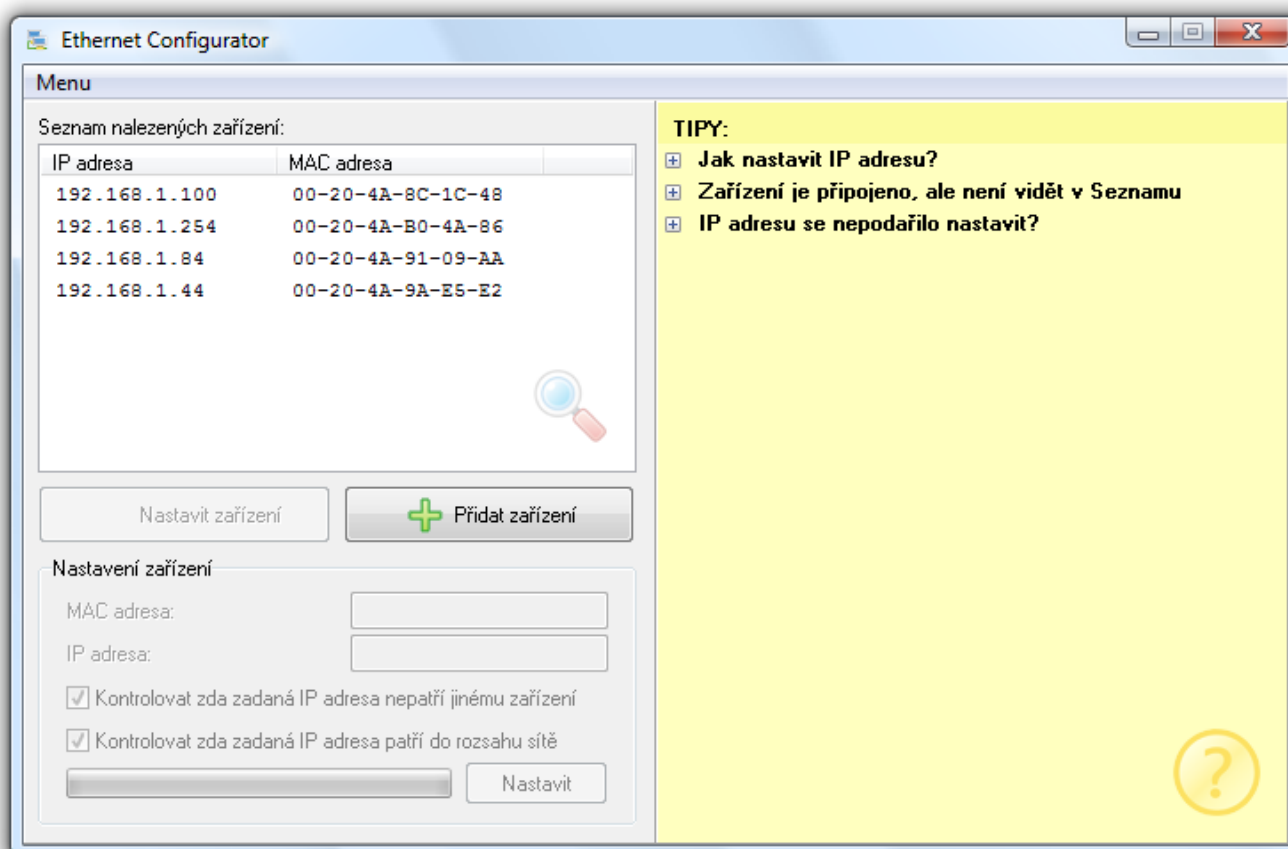 Ethernet Configurator
Menu
Seznam nalezených zařízení:
IP adresa MAC adresa
192.168.1.100 00-20-4A-8C-1C-48
192.168.1.254 00-20-4A-B0-4A-86
192.168.1.84 00-20-4A-91-09-AA
192.168.1.44 00-20-4A-9A-E5-E2
Nastavit zařízení
Přidat zařízení
Nastavení zařízení
MAC adresa:
IP adresa:
Kontrolovat zda zadaná IP adresa nepatří jinému zařízení
Kontrolovat zda zadaná IP adresa patří do rozsahu sítě
Nastavit
TIPY:
Jak nastavit IP adresu?
Zařízení je připojeno, ale není vidět v Seznamu
IP adresu se nepodařilo nastavit?